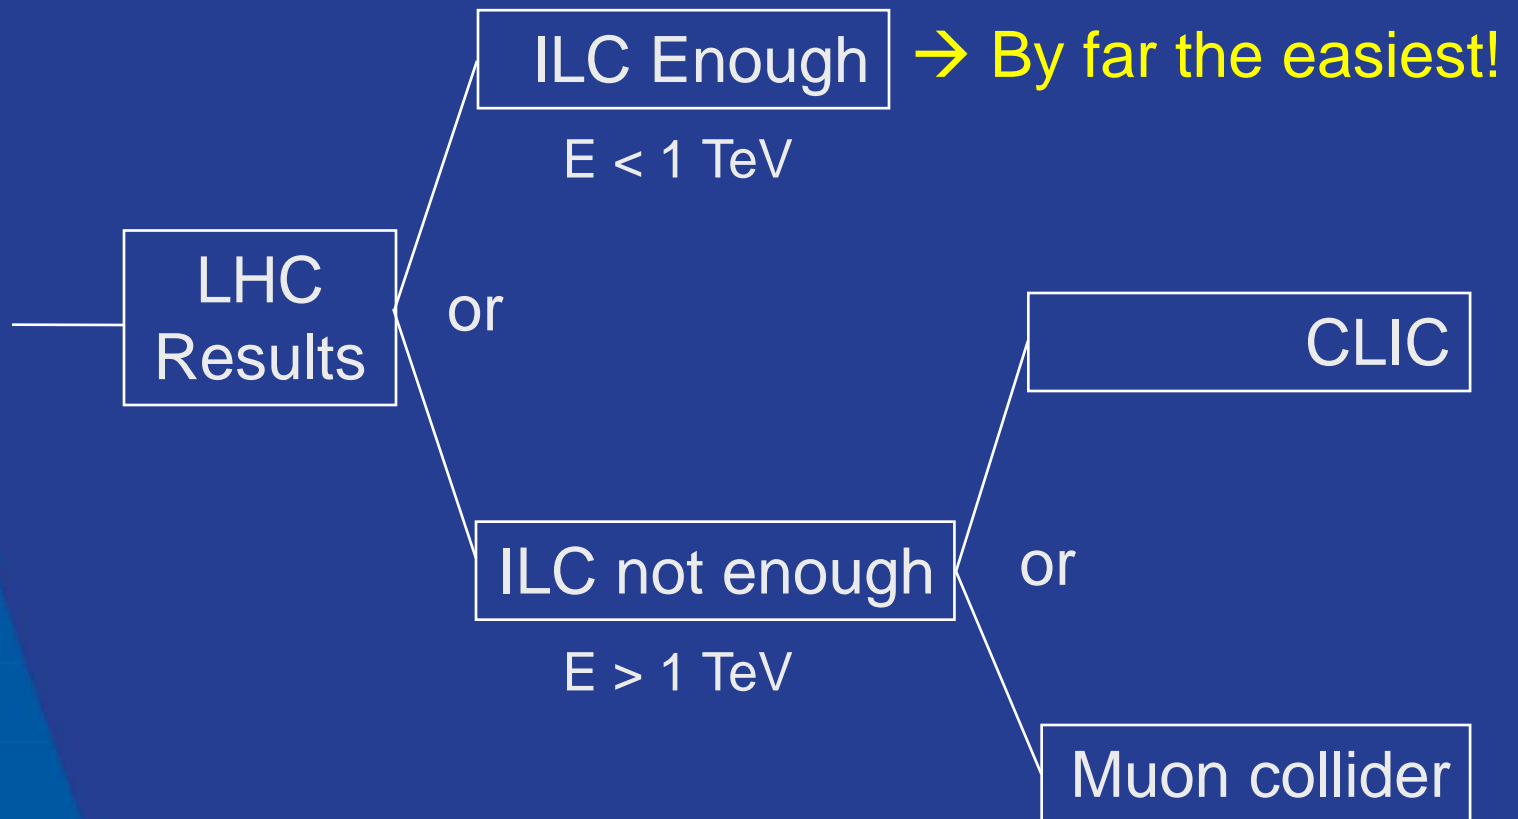 ILC Enough → By far the easiest!
E < 1 TeV
LHC
Results
or
CLIC
ILC not enough
or
E > 1 TeV
Muon collider